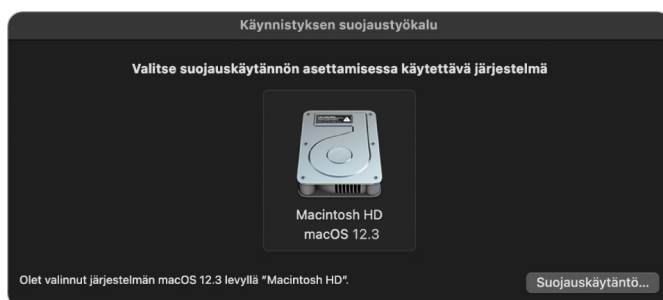 Käynnistyksen suojaustyökalu
Valitse suojauskäytännön asettamisessa käytettävä järjestelmä
Macintosh HD
macOS 12.3
Olet valinnut järjestelmän macOS 12.3 levyllä "Macintosh HD".
Suojauskäytäntö...